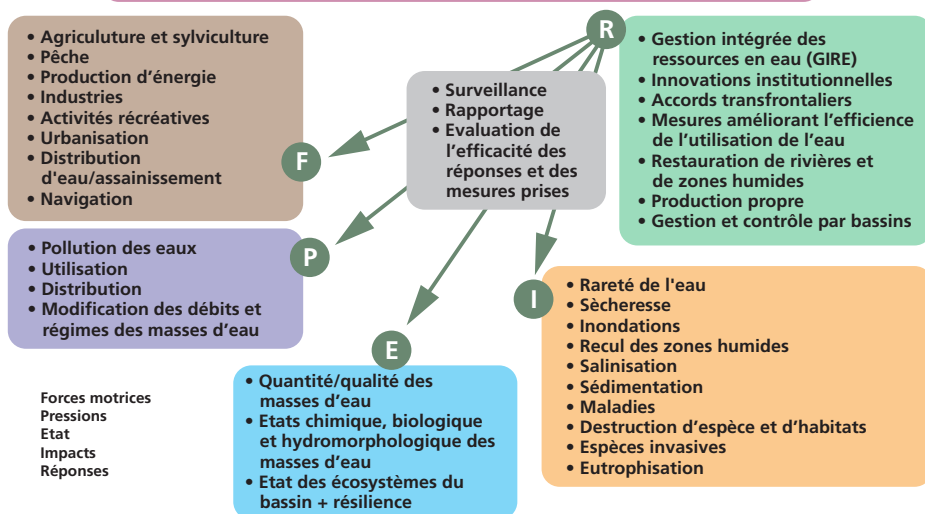 • Agriculuture et sylviculture
• Pêche
• Production d'énergie
• Industries
• Activités récréatives
• Urbanisation
• Distribution
d'eau/assainissement
• Navigation
F
R
• Surveillance
• Rapportage
• Evaluation de
l'efficacité des
réponses et des
mesures prises
• Gestion intégrée des
ressources en eau (GIRE)
• Innovations institutionnelles
• Accords transfrontaliers
• Mesures améliorant l'efficience
de l'utilisation de l'eau
• Restauration de rivières et
de zones humides
• Production propre
• Gestion et contrôle par bassins
• Pollution des eaux
• Utilisation
• Distribution
• Modification des débits et
régimes des masses d'eau
P
I
• Rareté de l'eau
• Sècheresse
• Inondations
• Recul des zones humides
• Salinisation
• Sédimentation
• Maladies
• Destruction d'espèce et d'habitats
• Espèces invasives
• Eutrophisation
E
• Quantité/qualité des
masses d'eau
• Etats chimique, biologique
et hydromorphologique des
masses d'eau
• Etat des écosystèmes du
bassin + résilience
Forces motrices
Pressions
Etat
Impacts
Réponses